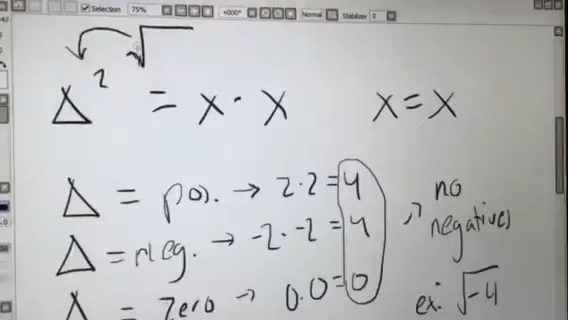 Selection 75% +000° Normal Stabilizer 0
√
Δ² = x · x    x = x
Δ = pos. → 2·2 = 4
no
negatives
Δ = neg. → -2 · -2 = 4
Δ = zero → 0.0 = 0
ex: √-4